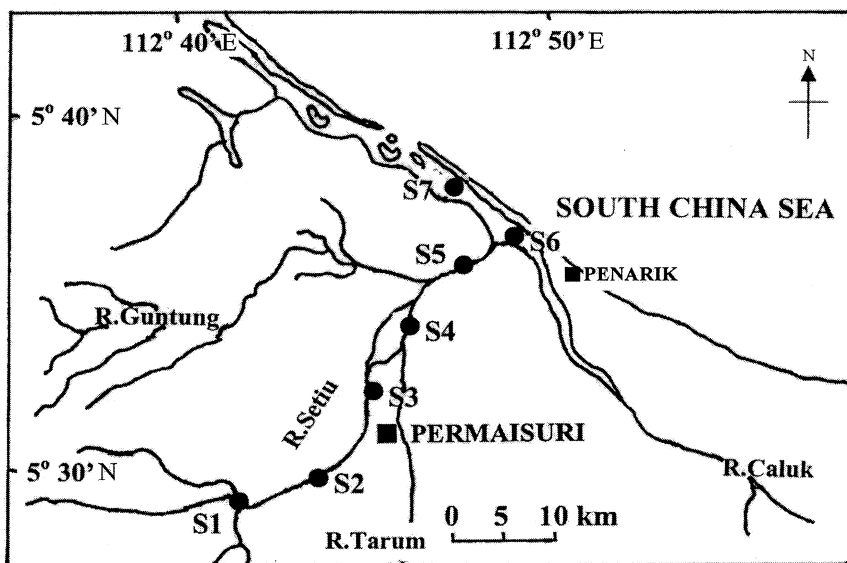 112° 40' E
112° 50' E
N
5° 40' N
S7
SOUTH CHINA SEA
S6
S5
PENARIK
R.Guntung
S4
R.Setiu
S3
PERMAISURI
5° 30' N
S2
R.Caluk
S1
0 5 10 km
R.Tarum